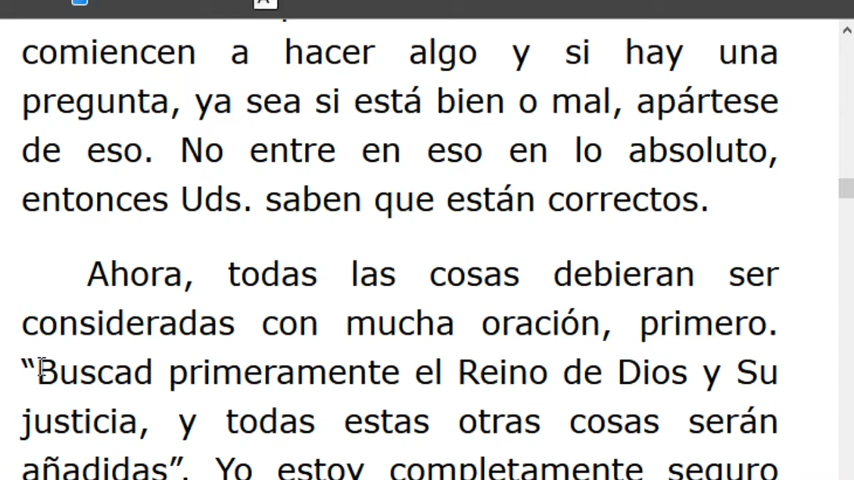 comiencen a hacer algo y si hay una
pregunta, ya sea si está bien o mal, apártese
de eso. No entre en eso en lo absoluto,
entonces Uds. saben que están correctos.
Ahora, todas las cosas debieran ser
consideradas con mucha oración, primero.
“Buscad primeramente el Reino de Dios y Su
justicia, y todas estas otras cosas serán
añadidas”. Yo estoy completamente seguro